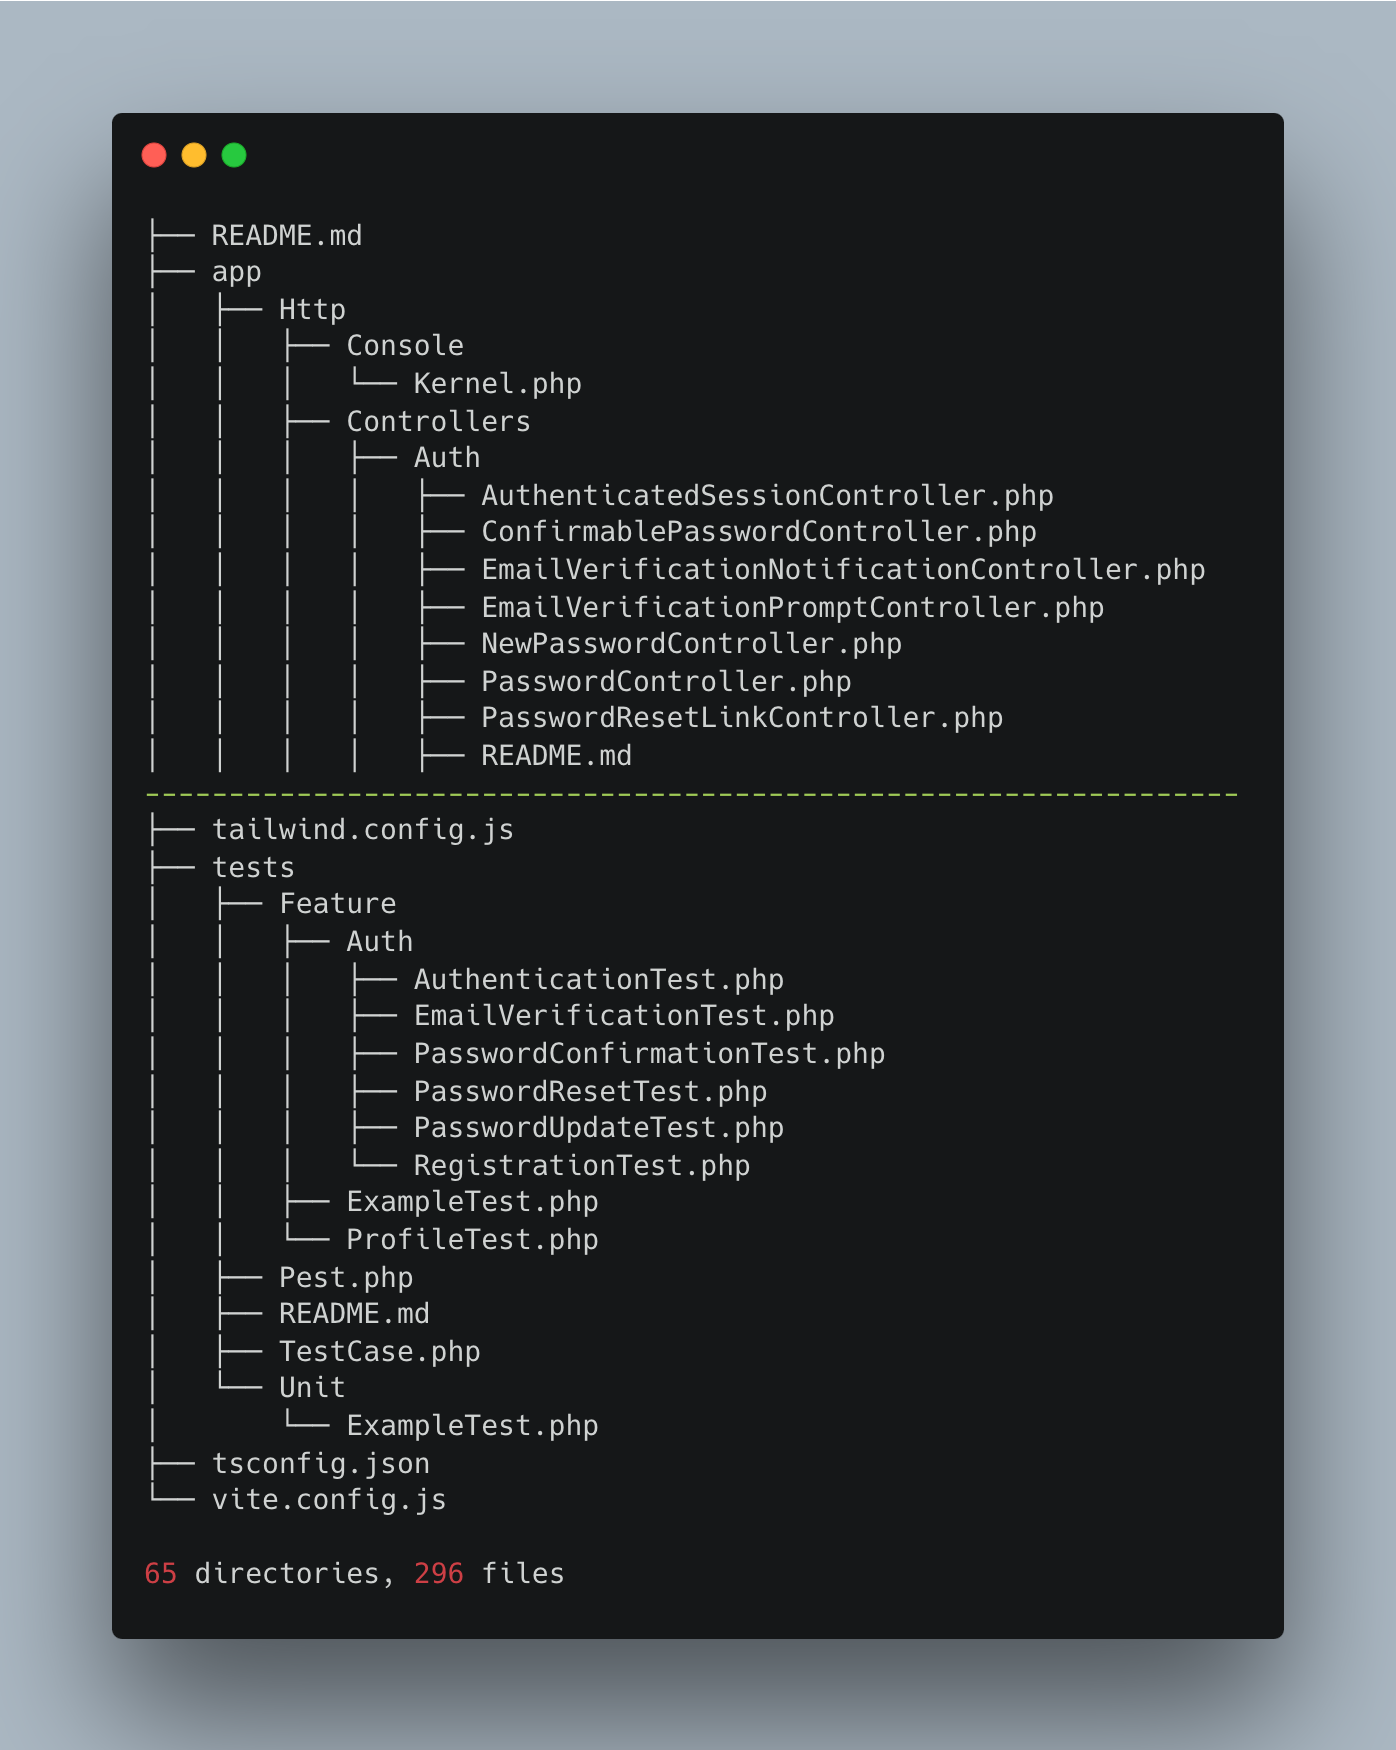 ├── README.md
├── app
│   ├── Http
│   │   ├── Console
│   │   │   └── Kernel.php
│   │   ├── Controllers
│   │   │   ├── Auth
│   │   │   │   ├── AuthenticatedSessionController.php
│   │   │   │   ├── ConfirmablePasswordController.php
│   │   │   │   ├── EmailVerificationNotificationController.php
│   │   │   │   ├── EmailVerificationPromptController.php
│   │   │   │   ├── NewPasswordController.php
│   │   │   │   ├── PasswordController.php
│   │   │   │   ├── PasswordResetLinkController.php
│   │   │   │   ├── README.md
-----------------------------------------------------------------
├── tailwind.config.js
├── tests
│   ├── Feature
│   │   ├── Auth
│   │   │   ├── AuthenticationTest.php
│   │   │   ├── EmailVerificationTest.php
│   │   │   ├── PasswordConfirmationTest.php
│   │   │   ├── PasswordResetTest.php
│   │   │   ├── PasswordUpdateTest.php
│   │   │   └── RegistrationTest.php
│   │   ├── ExampleTest.php
│   │   └── ProfileTest.php
│   ├── Pest.php
│   ├── README.md
│   ├── TestCase.php
│   └── Unit
│       └── ExampleTest.php
├── tsconfig.json
└── vite.config.js
65 directories, 296 files